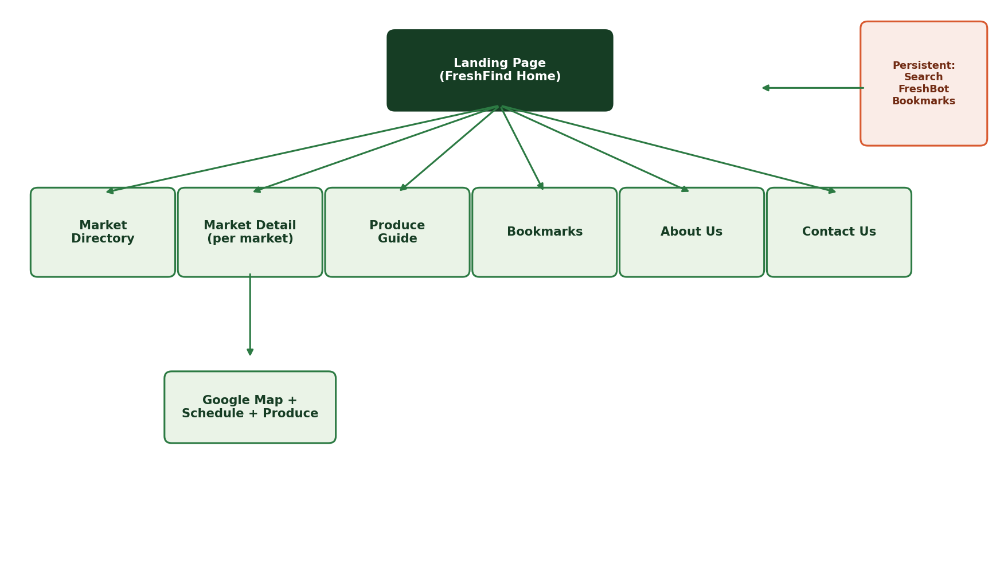 Landing Page
(FreshFind Home)
Persistent:
Search
FreshBot
Bookmarks
Market
Directory
Market Detail
(per market)
Produce
Guide
Bookmarks
About Us
Contact Us
Google Map +
Schedule + Produce